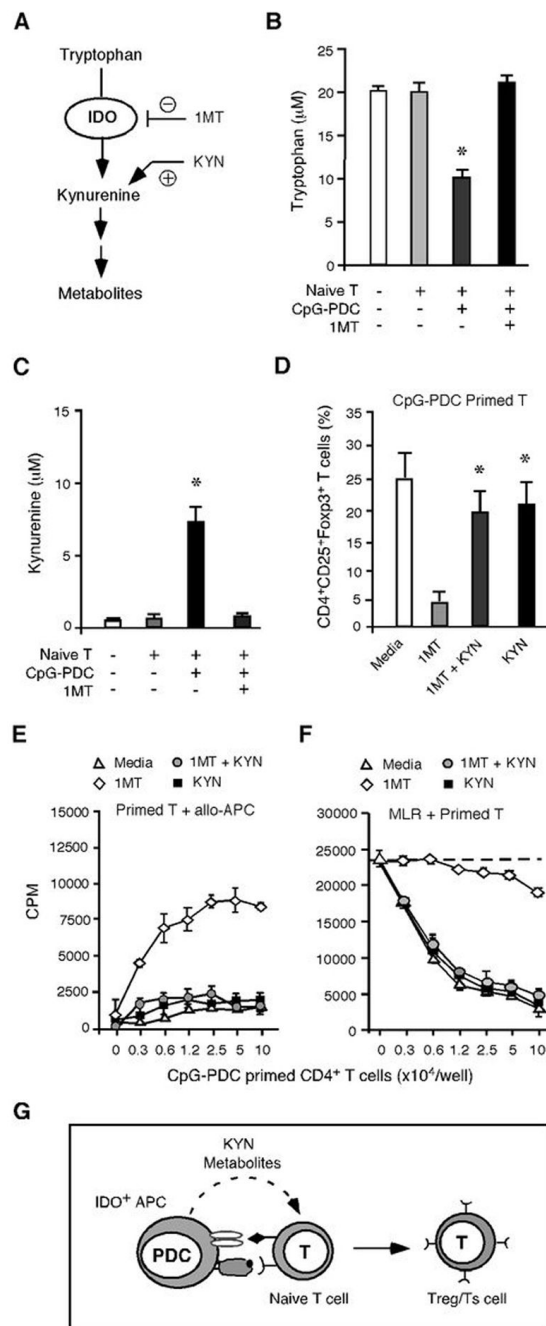 A
Tryptophan
IDO
−
1MT
KYN
+
Kynurenine
Metabolites
B
Tryptophan (μM)
25
20
15
10
5
0
*
Naive T - + + +
CpG-PDC - - + +
1MT - - - +
C
Kynurenine (μM)
15
10
5
0
*
Naive T - + + +
CpG-PDC - - + +
1MT - - - +
D
CpG-PDC Primed T
CD4+CD25+Foxp3+ T cells (%)
35
30
25
20
15
10
5
0
* *
Media 1MT 1MT + KYN KYN
E
Media 1MT + KYN
1MT KYN
Primed T + allo-APC
CPM
15000
12500
10000
7500
5000
2500
0
0 0.3 0.6 1.2 2.5 5 10
F
Media 1MT + KYN
1MT KYN
MLR + Primed T
30000
25000
20000
15000
10000
5000
0
0 0.3 0.6 1.2 2.5 5 10
CpG-PDC primed CD4+ T cells (x10⁴/well)
G
KYN
Metabolites
IDO+ APC
PDC
T
T
Naive T cell
Treg/Ts cell